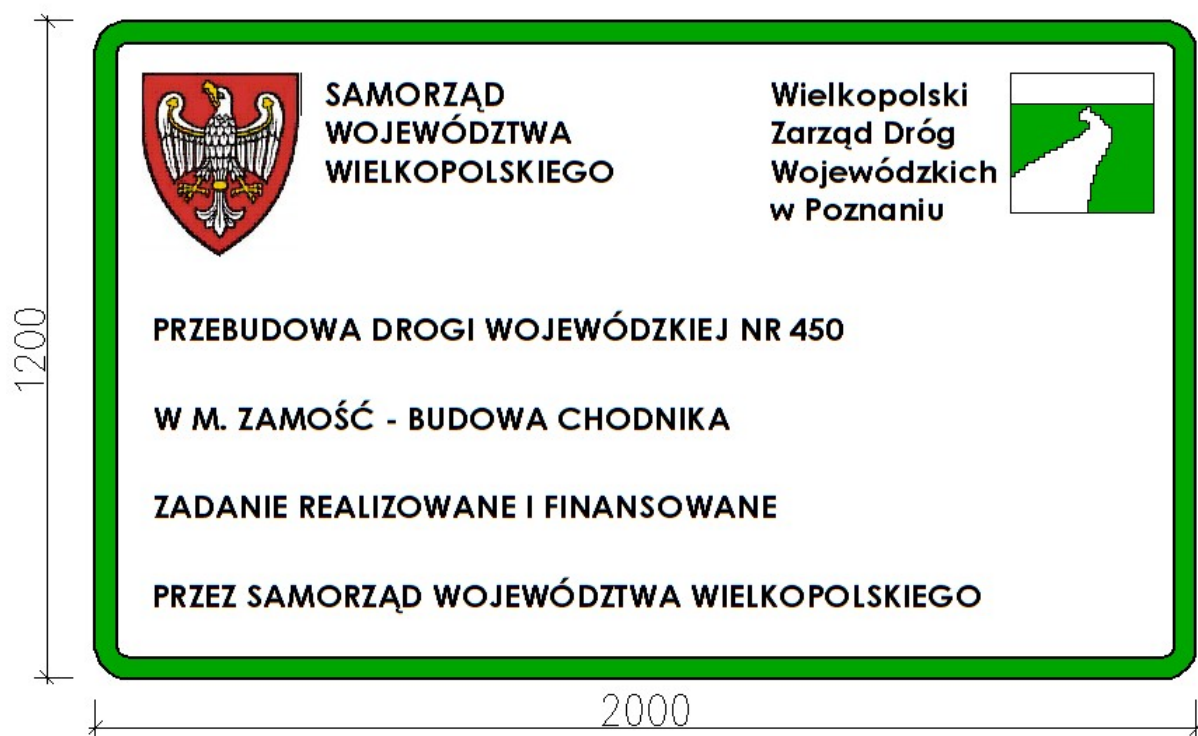 SAMORZĄD
WOJEWÓDZTWA
WIELKOPOLSKIEGO
Wielkopolski
Zarząd Dróg
Wojewódzkich
w Poznaniu
PRZEBUDOWA DROGI WOJEWÓDZKIEJ NR 450
W M. ZAMOŚĆ - BUDOWA CHODNIKA
ZADANIE REALIZOWANE I FINANSOWANE
PRZEZ SAMORZĄD WOJEWÓDZTWA WIELKOPOLSKIEGO
1200
2000